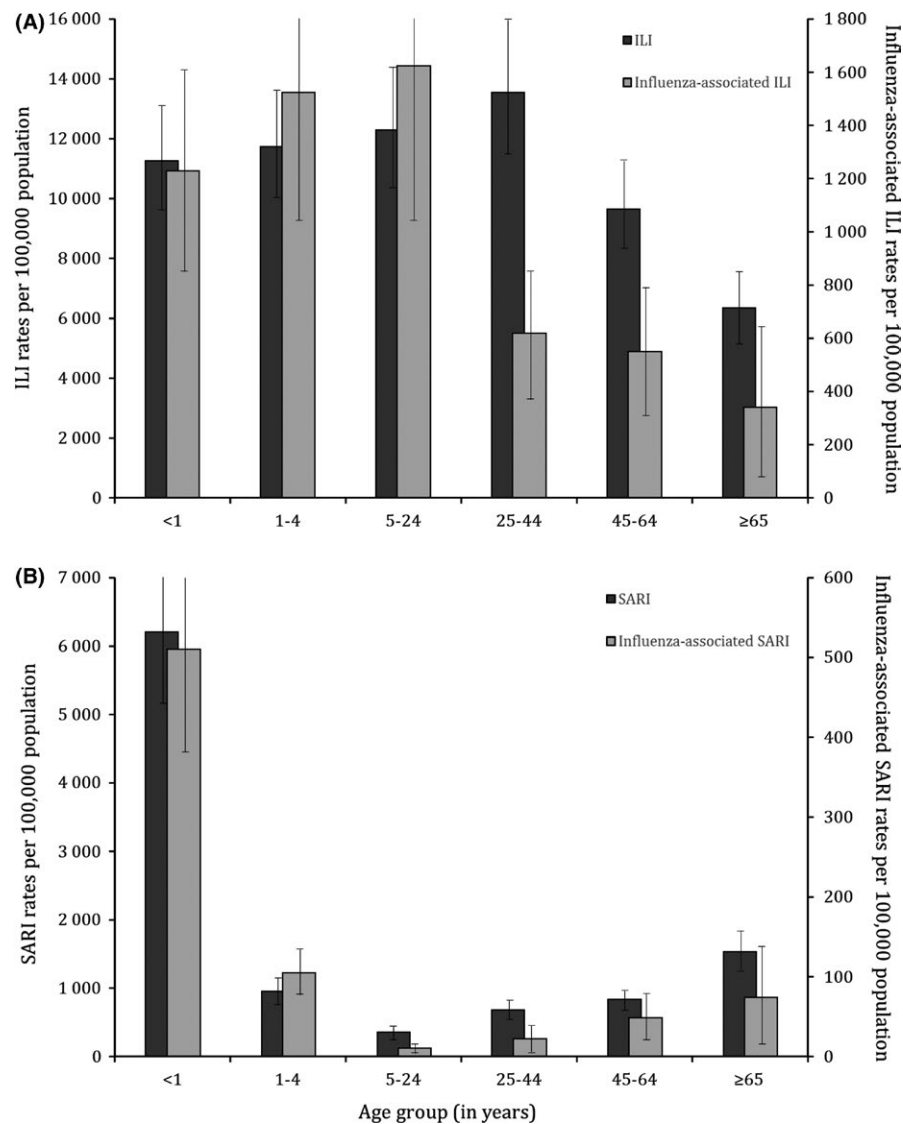 (A)
16 000
14 000
12 000
10 000
8 000
6 000
4 000
2 000
0
ILI rates per 100,000 population
1 800
1 600
1 400
1 200
1 000
800
600
400
200
0
Influenza-associated ILI rates per 100,000 population
ILI
Influenza-associated ILI
<1 1-4 5-24 25-44 45-64 ≥65
(B)
7 000
6 000
5 000
4 000
3 000
2 000
1 000
0
SARI rates per 100,000 population
600
500
400
300
200
100
0
Influenza-associated SARI rates per 100,000 population
SARI
Influenza-associated SARI
<1 1-4 5-24 25-44 45-64 ≥65
Age group (in years)